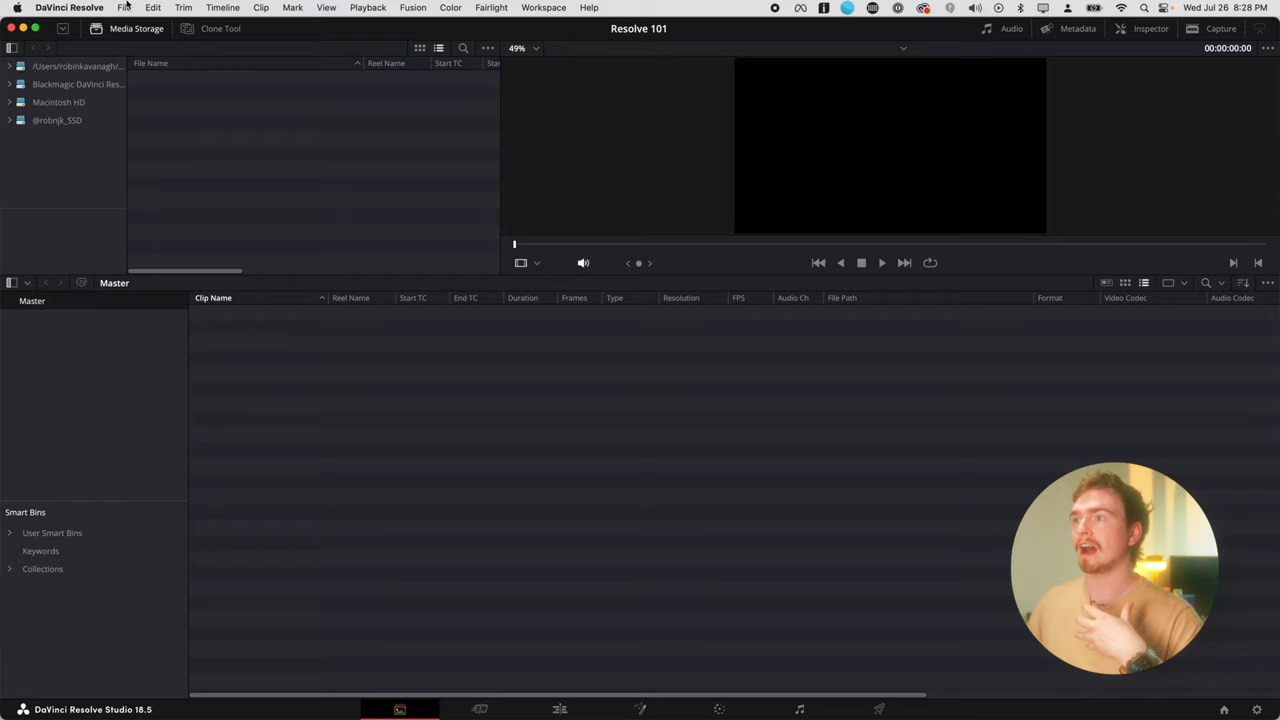 DaVinci Resolve File Edit Trim Timeline Clip Mark View Playback Fusion Color Fairlight Workspace Help Wed Jul 26 8:28 PM
Media Storage Clone Tool Resolve 101 Audio Metadata Inspector Capture
49% 00:00:00:00
File Name Reel Name Start TC
/Users/robinkavanagh/...
Blackmagic DaVinci Res...
Macintosh HD
@robnjk_SSD
Master
Master
Clip Name Reel Name Start TC End TC Duration Frames Type Resolution FPS Audio Ch File Path Format Video Codec Audio Codec
Smart Bins
User Smart Bins
Keywords
Collections
DaVinci Resolve Studio 18.5